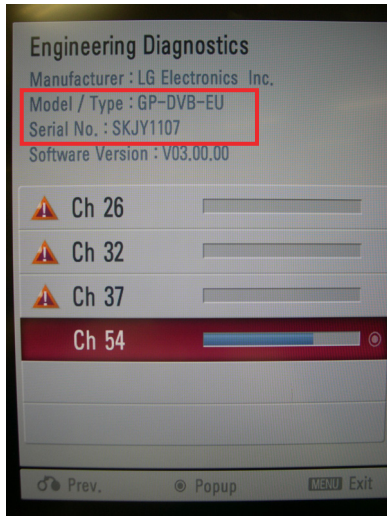 Engineering Diagnostics
Manufacturer : LG Electronics Inc.
Model / Type : GP-DVB-EU
Serial No. : SKJY1107
Software Version : V03.00.00
Ch 26
Ch 32
Ch 37
Ch 54
Prev. Popup MENU Exit